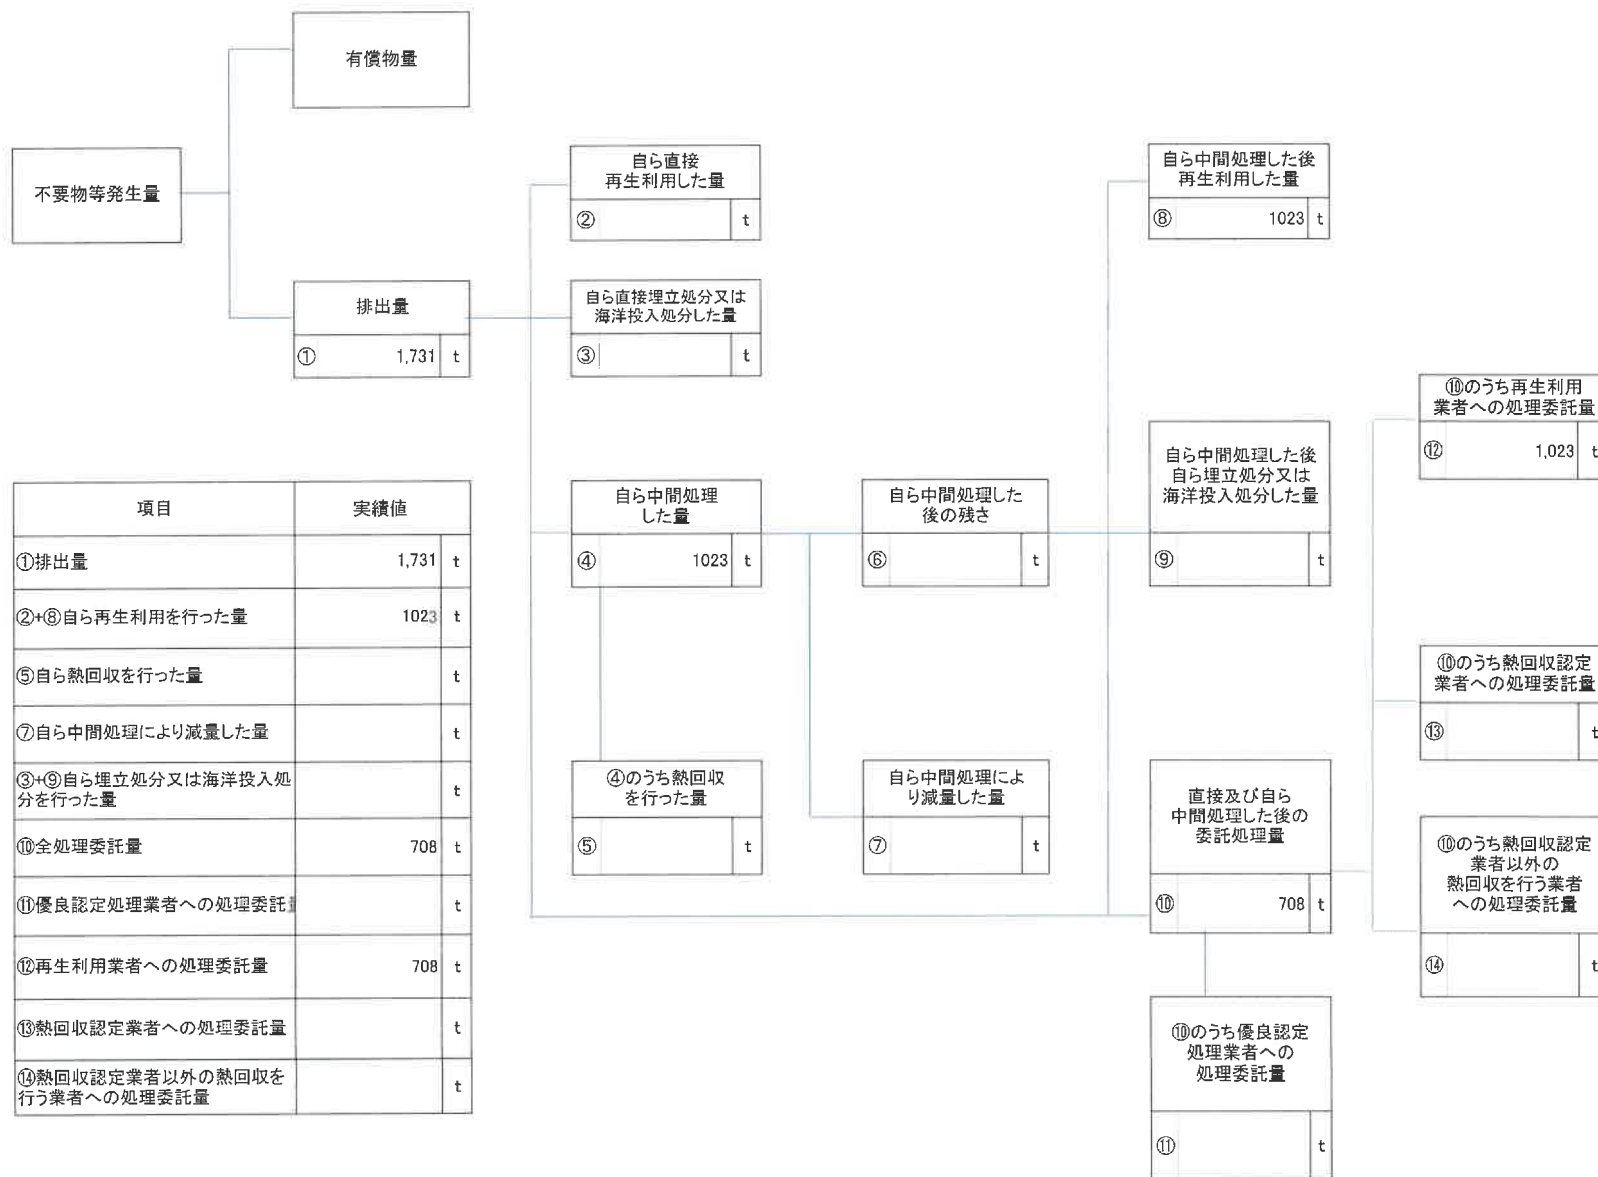 有償物量
不要物等発生量
排出量
① 1,731 t
自ら直接
再生利用した量
② t
自ら直接埋立処分又は
海洋投入処分した量
③ t
自ら中間処理
した量
④ 1023 t
④のうち熱回収
を行った量
⑤ t
自ら中間処理した
後の残さ
⑥ t
自ら中間処理によ
り減量した量
⑦ t
自ら中間処理した後
再生利用した量
⑧ 1023 t
自ら中間処理した後
自ら埋立処分又は
海洋投入処分した量
⑨ t
直接及び自ら
中間処理した後の
委託処理量
⑩ 708 t
⑩のうち優良認定
処理業者への
処理委託量
⑪ t
⑩のうち再生利用
業者への処理委託量
⑫ 1,023 t
⑩のうち熱回収認定
業者への処理委託量
⑬ t
⑩のうち熱回収認定
業者以外の
熱回収を行う業者
への処理委託量
⑭ t
項目 実績値
①排出量 1,731 t
②+⑧自ら再生利用を行った量 1023 t
⑤自ら熱回収を行った量 t
⑦自ら中間処理により減量した量 t
③+⑨自ら埋立処分又は海洋投入処
分を行った量 t
⑩全処理委託量 708 t
⑪優良認定処理業者への処理委託 t
⑫再生利用業者への処理委託量 708 t
⑬熱回収認定業者への処理委託量 t
⑭熱回収認定業者以外の熱回収を
行う業者への処理委託量 t